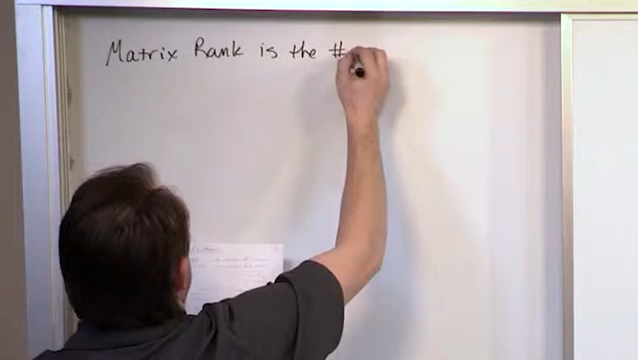 Matrix Rank is the #